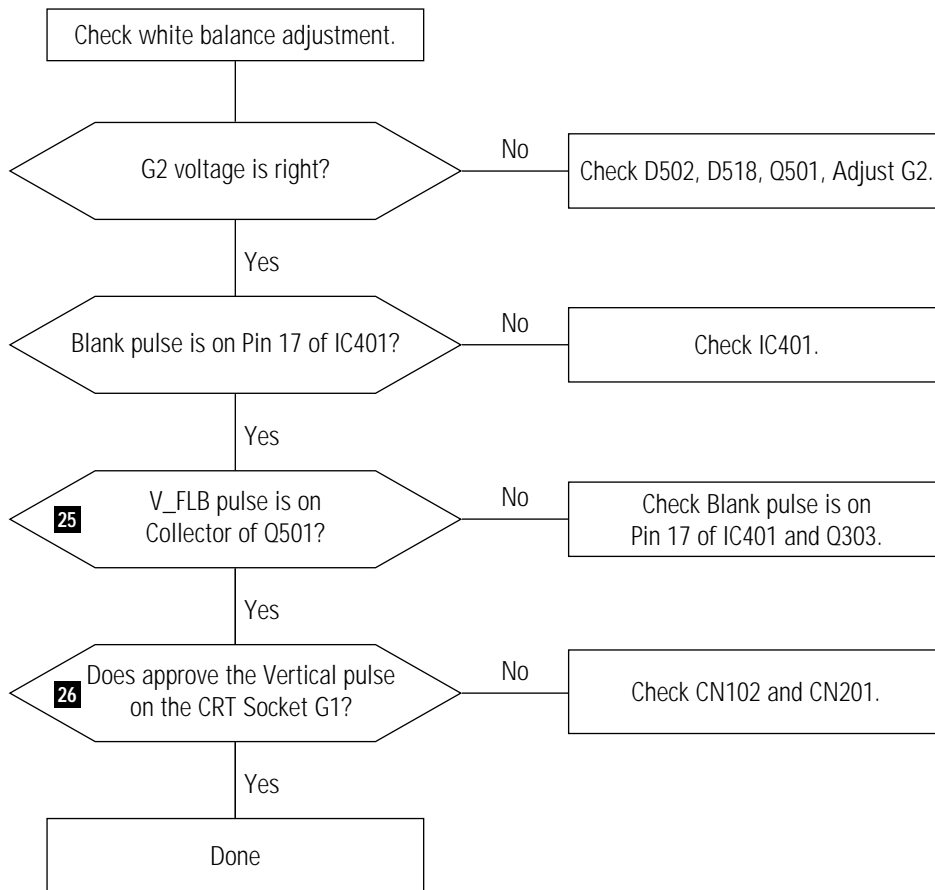 Check white balance adjustment.
G2 voltage is right?
No
Check D502, D518, Q501, Adjust G2.
Yes
Blank pulse is on Pin 17 of IC401?
No
Check IC401.
Yes
25
V_FLB pulse is on
Collector of Q501?
No
Check Blank pulse is on
Pin 17 of IC401 and Q303.
Yes
26
Does approve the Vertical pulse
on the CRT Socket G1?
No
Check CN102 and CN201.
Yes
Done